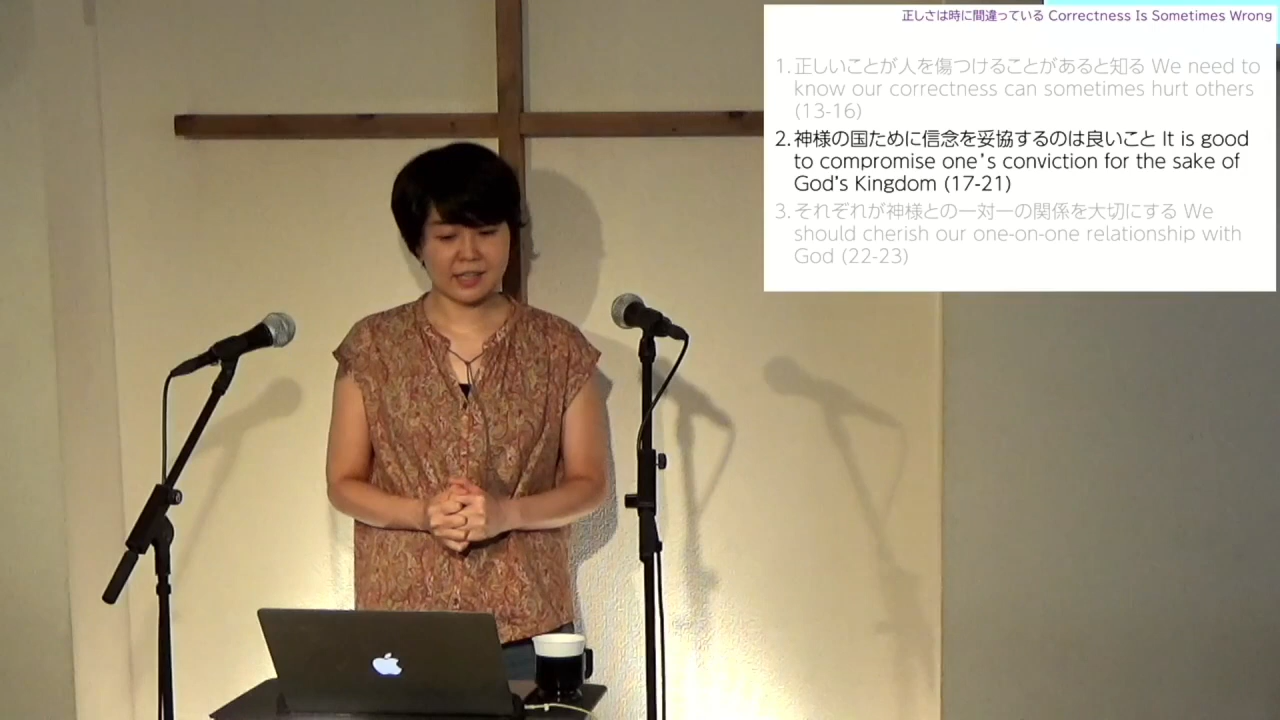 正しさは時に間違っている Correctness Is Sometimes Wrong
1. 正しいことが人を傷つけることがあると知る We need to
know our correctness can sometimes hurt others
(13-16)
2. 神様の国ために信念を妥協するのは良いこと It is good
to compromise one's conviction for the sake of
God's Kingdom (17-21)
3. それぞれが神様との一対一の関係を大切にする We
should cherish our one-on-one relationship with
God (22-23)